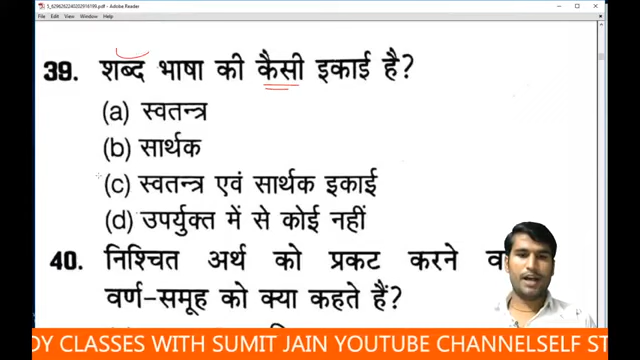 5_6296262240202916199.pdf - Adobe Reader
File Edit View Window Help
39. शब्द भाषा की कैसी इकाई है?
(a) स्वतन्त्र
(b) सार्थक
(c) स्वतन्त्र एवं सार्थक इकाई
(d) उपर्युक्त में से कोई नहीं
40. निश्चित अर्थ को प्रकट करने
वर्ण-समूह को क्या कहते हैं?
DY CLASSES WITH SUMIT JAIN YOUTUBE CHANNELSELF ST